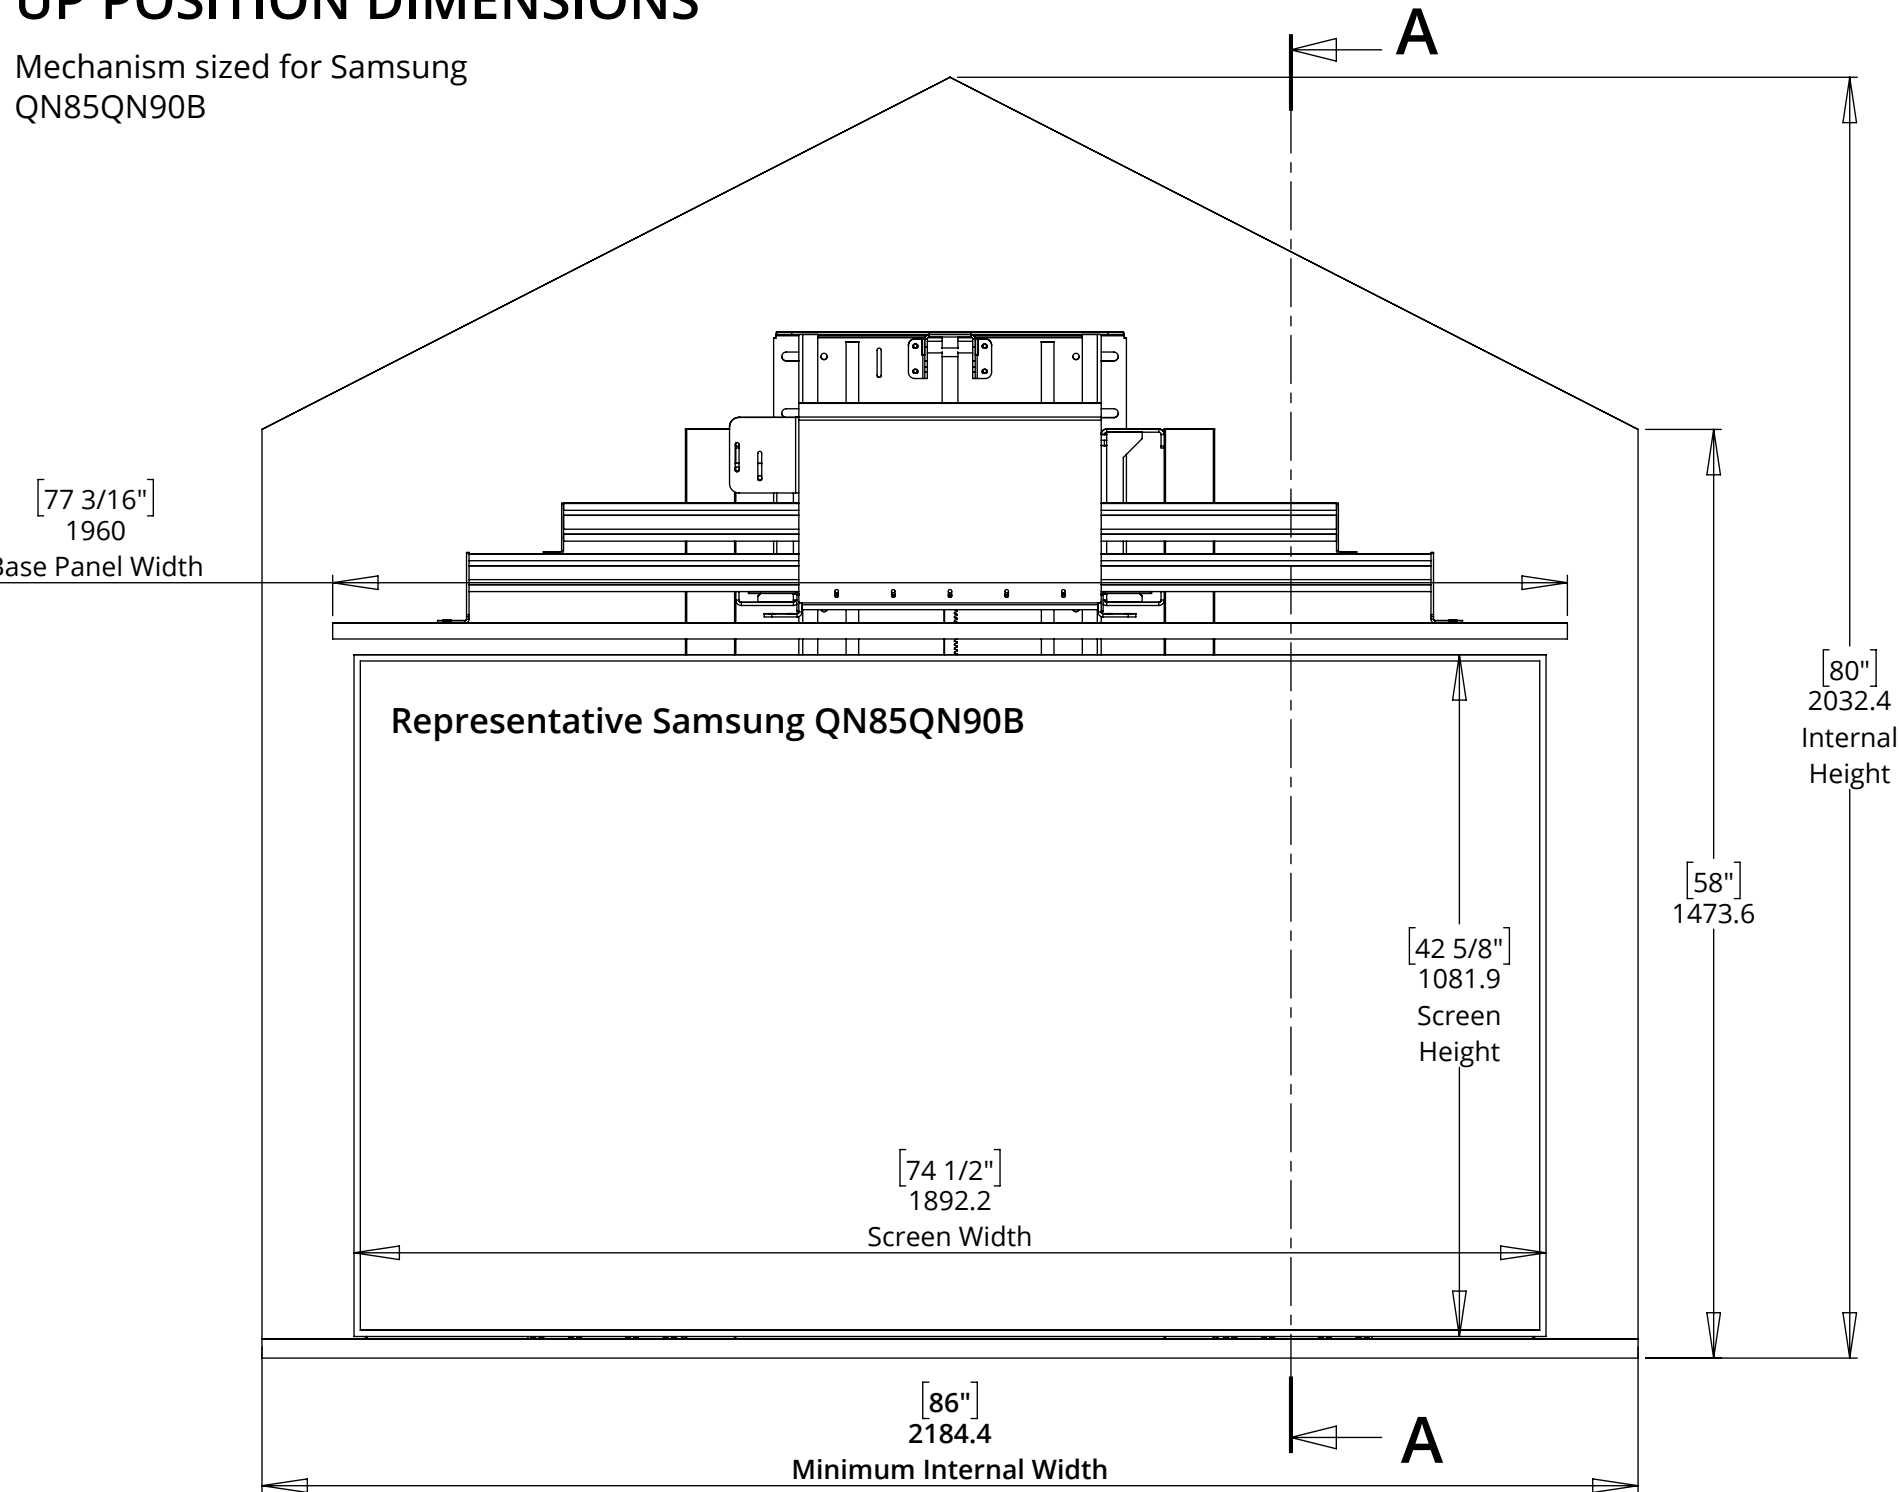 UP POSITION DIMENSIONS
Mechanism sized for Samsung
QN85QN90B
A
[77 3/16"]
1960
Base Panel Width
Representative Samsung QN85QN90B
[80"]
2032.4
Internal
Height
[58"]
1473.6
[42 5/8"]
1081.9
Screen
Height
[74 1/2"]
1892.2
Screen Width
[86"]
2184.4
Minimum Internal Width
A